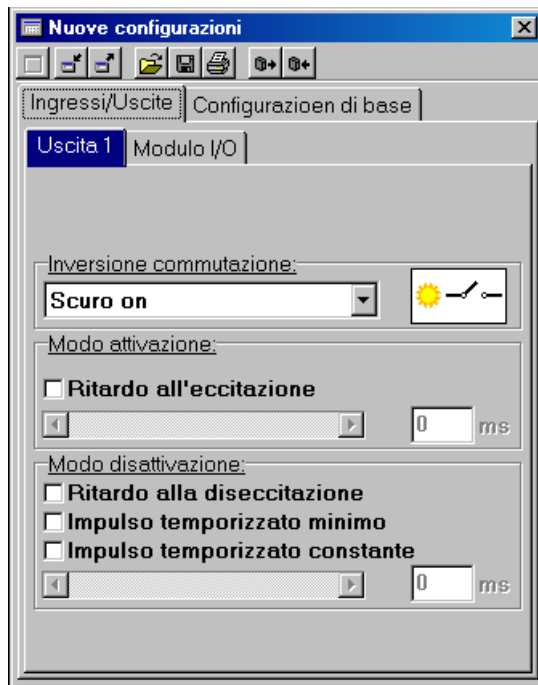 Nuove configurazioni
Ingressi/Uscite Configurazioen di base
Uscita 1 Modulo I/O
Inversione commutazione:
Scuro on
Modo attivazione:
Ritardo all'eccitazione
0 ms
Modo disattivazione:
Ritardo alla diseccitazione
Impulso temporizzato minimo
Impulso temporizzato constante
0 ms